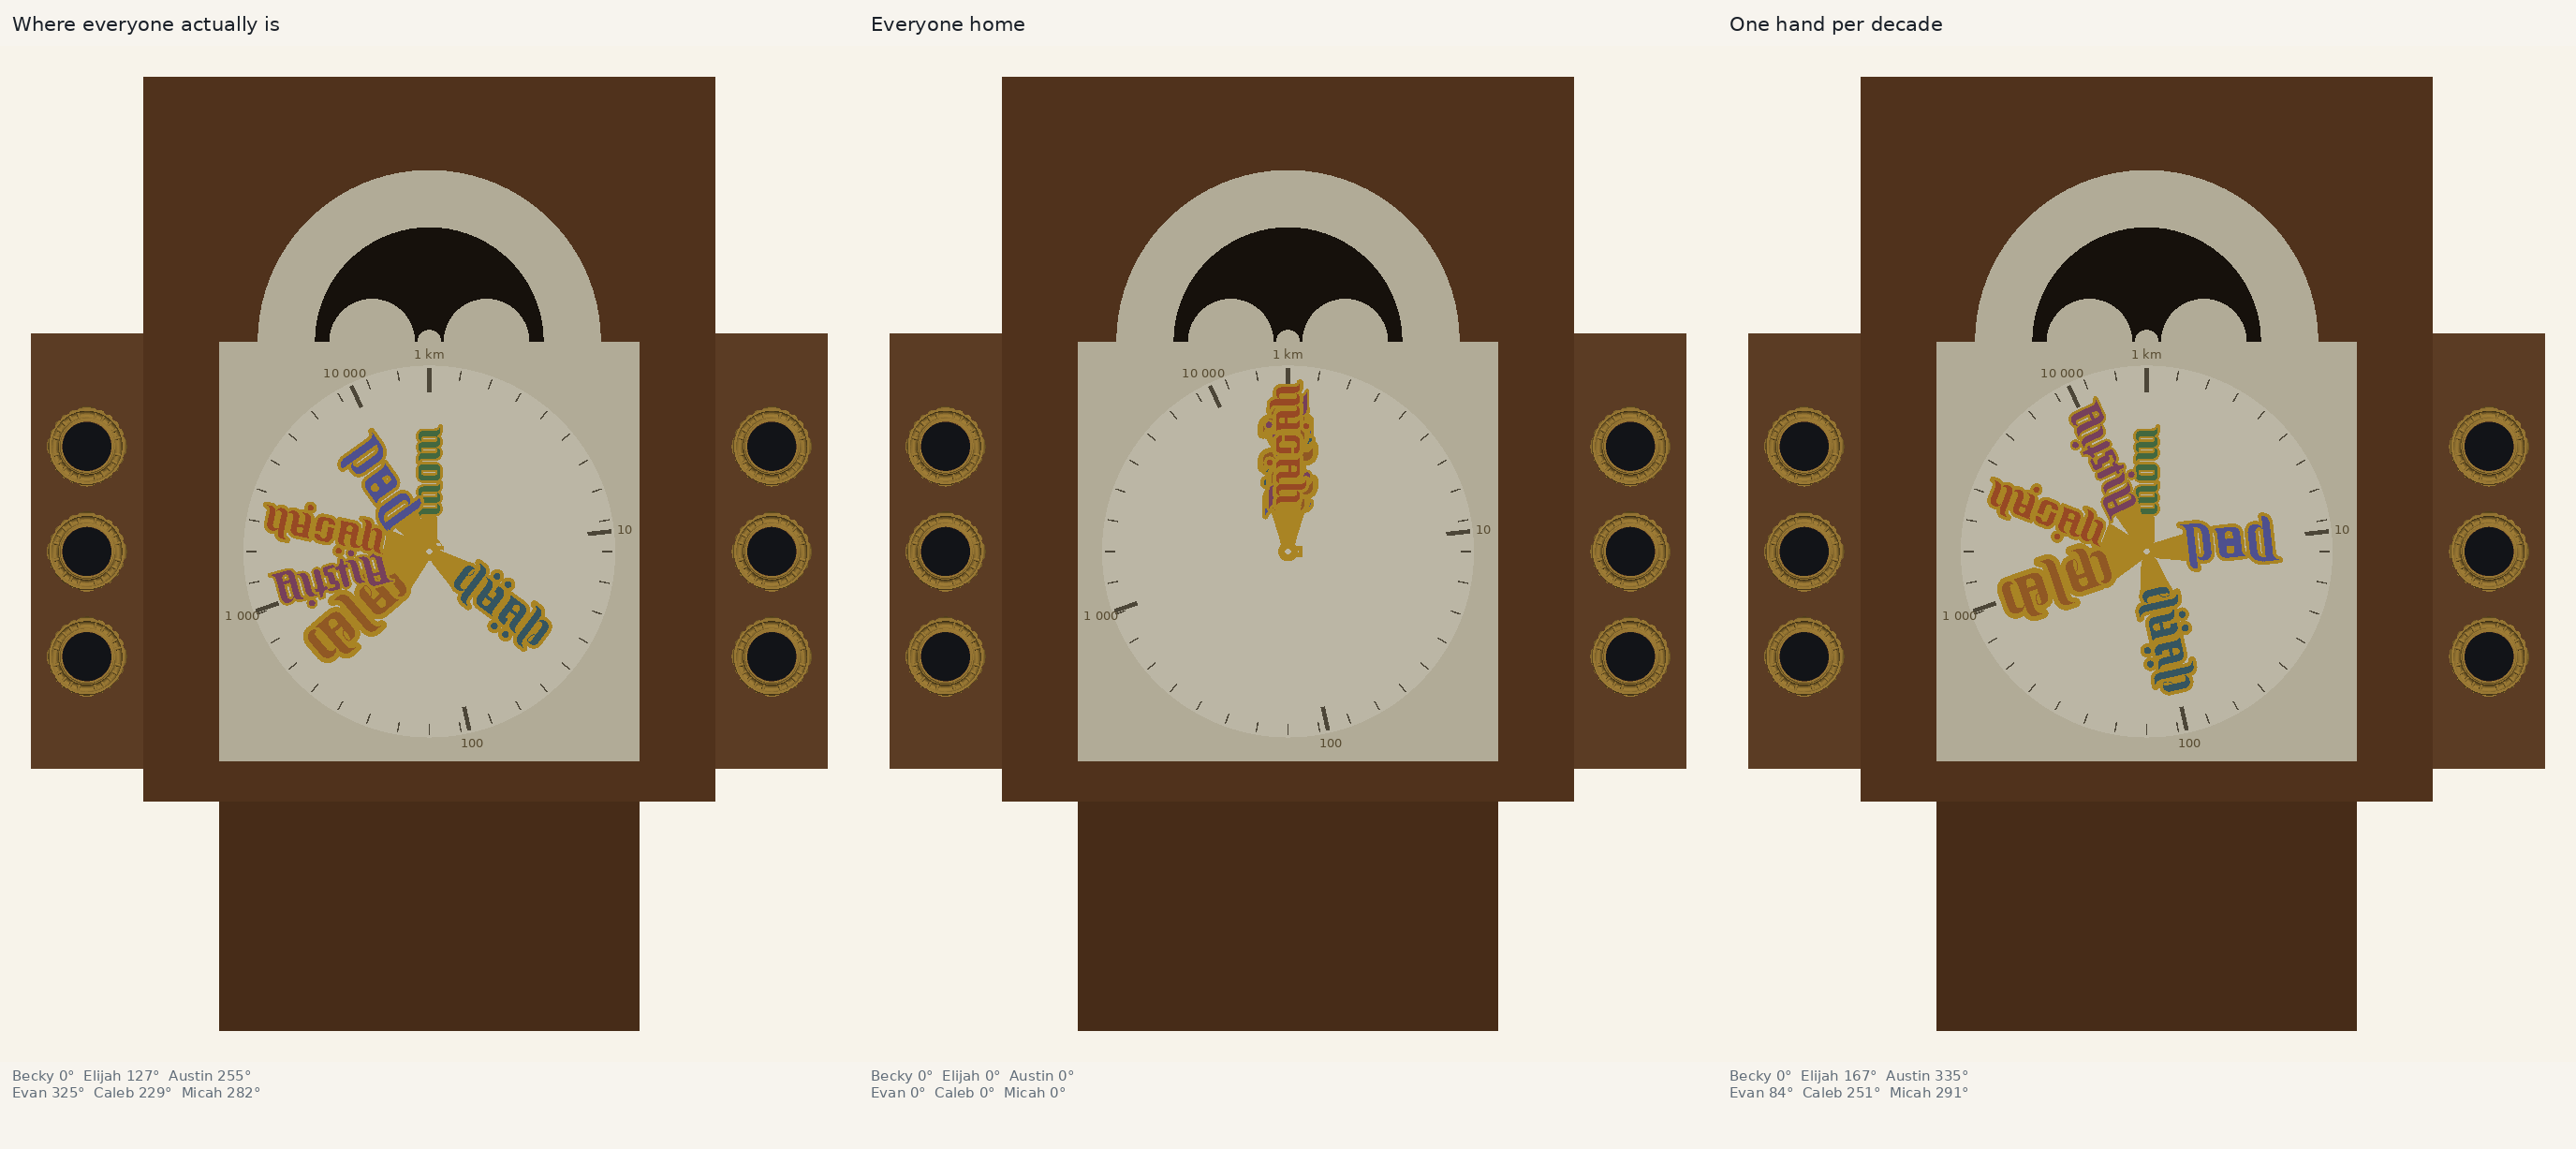 Where everyone actually is
1 km
10 000
10
1 000
100
mom
Dad
Micah
Austin
Caleb
Elijah
Becky 0° Elijah 127° Austin 255°
Evan 325° Caleb 229° Micah 282°
Everyone home
1 km
10 000
10
1 000
100
Micah
Becky 0° Elijah 0° Austin 0°
Evan 0° Caleb 0° Micah 0°
One hand per decade
1 km
10 000
10
1 000
100
mom
Dad
Austin
Micah
Caleb
Elijah
Becky 0° Elijah 167° Austin 335°
Evan 84° Caleb 251° Micah 291°